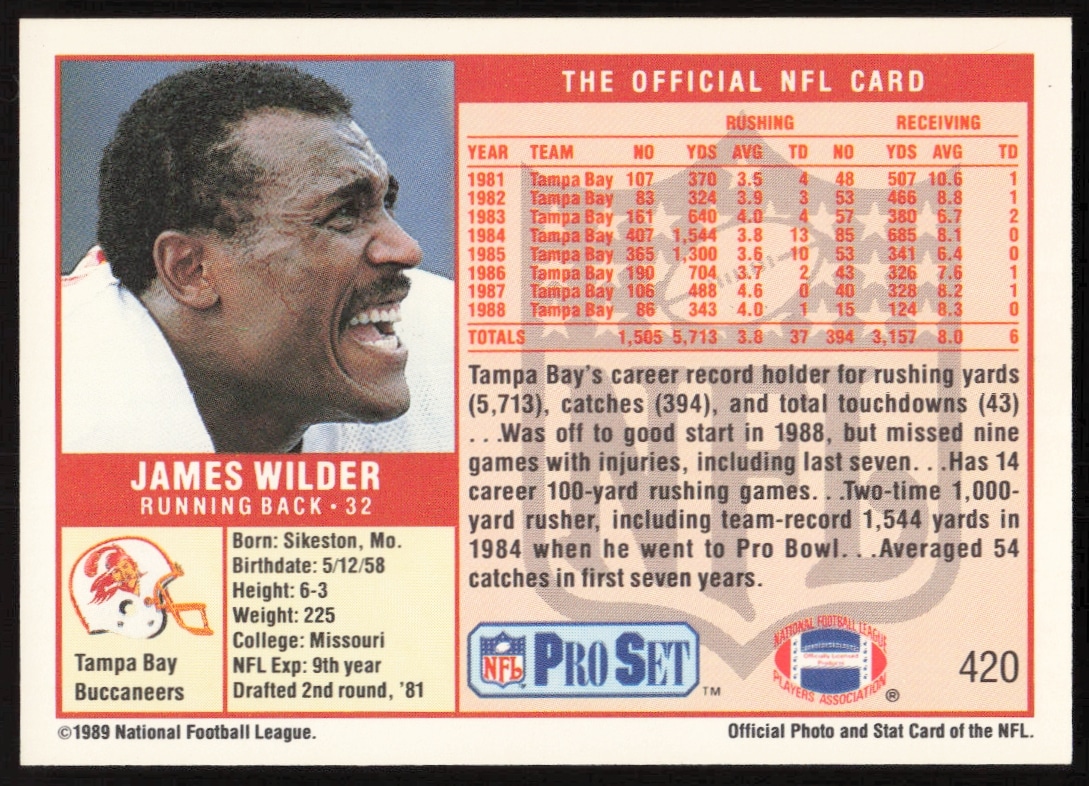 THE OFFICIAL NFL CARD
RUSHING RECEIVING
YEAR TEAM NO YDS AVG TD NO YDS AVG TD
1981 Tampa Bay 107 370 3.5 4 48 507 10.6 1
1982 Tampa Bay 83 324 3.9 3 53 466 8.8 1
1983 Tampa Bay 161 640 4.0 4 57 380 6.7 2
1984 Tampa Bay 407 1,544 3.8 13 85 685 8.1 0
1985 Tampa Bay 365 1,300 3.6 10 53 341 6.4 0
1986 Tampa Bay 190 704 3.7 2 43 326 7.6 1
1987 Tampa Bay 106 488 4.6 0 40 328 8.2 1
1988 Tampa Bay 86 343 4.0 1 15 124 8.3 0
TOTALS 1,505 5,713 3.8 37 394 3,157 8.0 6
Tampa Bay's career record holder for rushing yards
(5,713), catches (394), and total touchdowns (43)
. . .Was off to good start in 1988, but missed nine
games with injuries, including last seven. . .Has 14
career 100-yard rushing games. . .Two-time 1,000-
yard rusher, including team-record 1,544 yards in
1984 when he went to Pro Bowl. . .Averaged 54
catches in first seven years.
NFL
JAMES WILDER
RUNNING BACK • 32
Born: Sikeston, Mo.
Birthdate: 5/12/58
Height: 6-3
Weight: 225
College: Missouri
NFL Exp: 9th year
Drafted 2nd round, '81
Tampa Bay
Buccaneers
NFL PRO SET TM
NATIONAL FOOTBALL LEAGUE
Officially Licensed
Product
PLAYERS ASSOCIATION ®
420
©1989 National Football League.
Official Photo and Stat Card of the NFL.